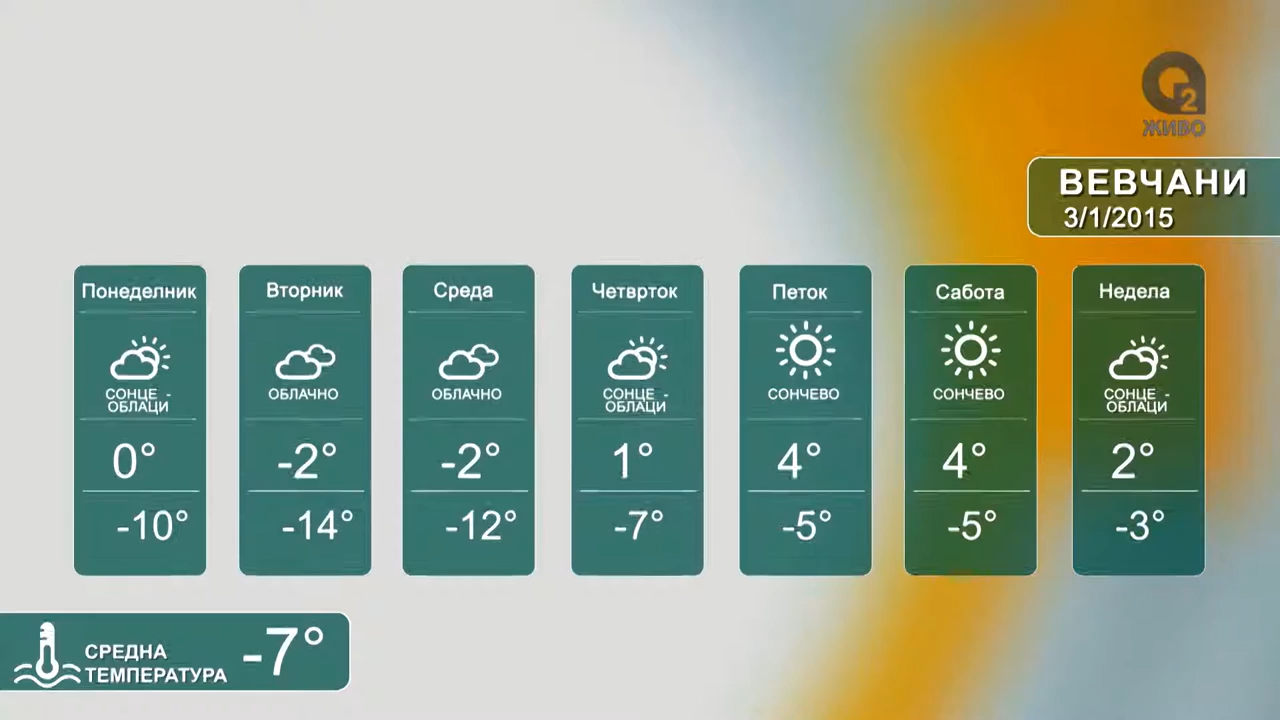 2
ЖИВО
ВЕВЧАНИ
3/1/2015
Понеделник
СОНЦЕ -
ОБЛАЦИ
0°
-10°
Вторник
ОБЛАЧНО
-2°
-14°
Среда
ОБЛАЧНО
-2°
-12°
Четврток
СОНЦЕ -
ОБЛАЦИ
1°
-7°
Петок
СОНЧЕВО
4°
-5°
Сабота
СОНЧЕВО
4°
-5°
Недела
СОНЦЕ -
ОБЛАЦИ
2°
-3°
СРЕДНА
ТЕМПЕРАТУРА
-7°